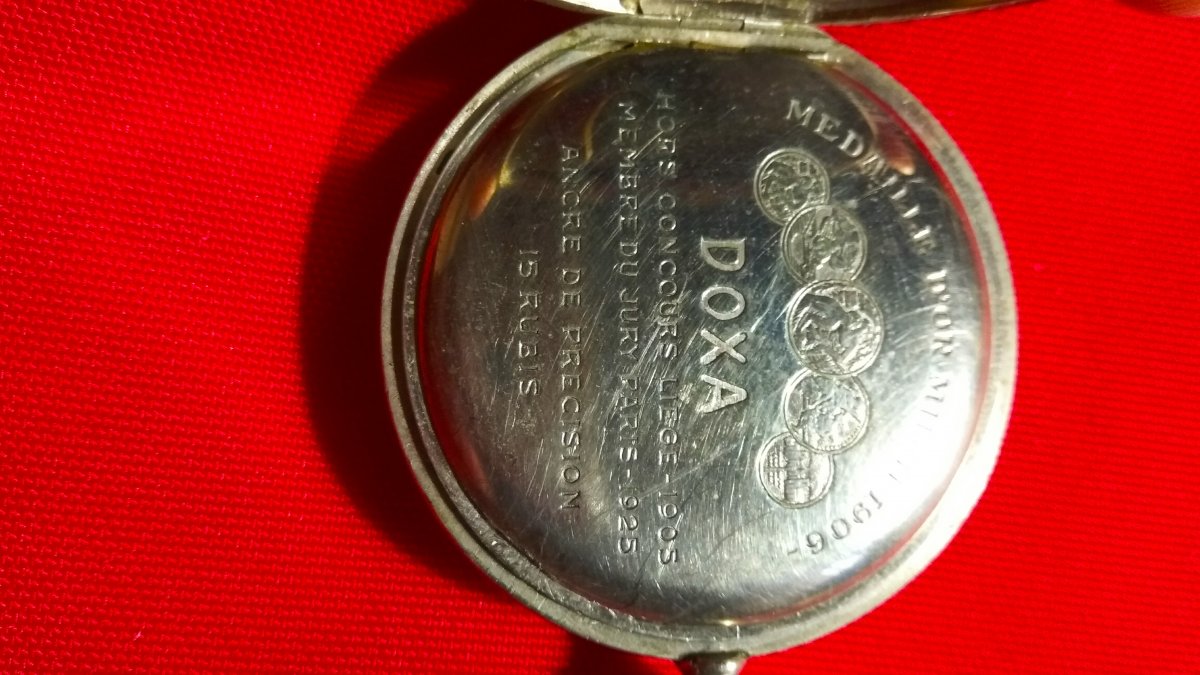 MEDAILLE D'OR MILAN 1906-
DOXA
HORS CONCOURS LIEGE-1905
MEMBRE DU JURY PARIS-1925
ANCRE DE PRECISION
15 RUBIS